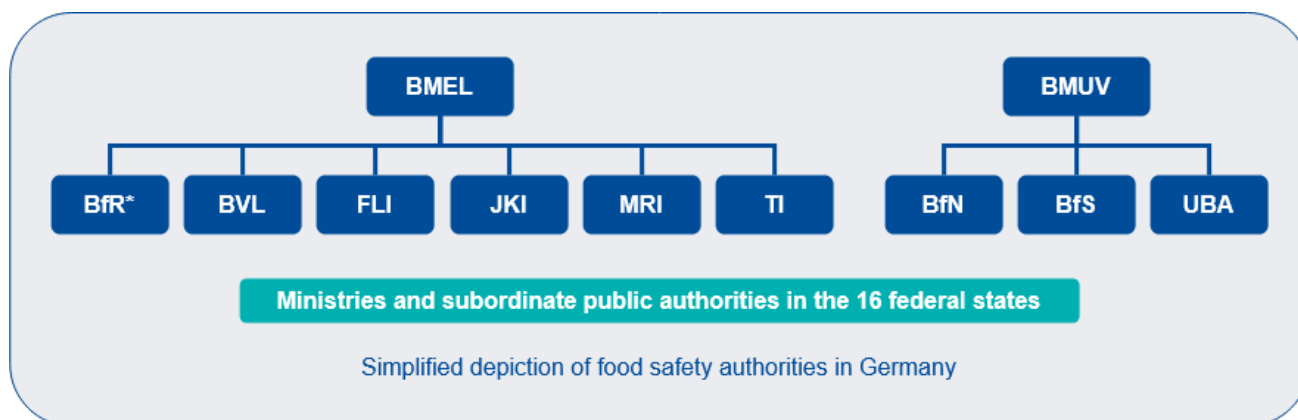 BMEL BMUV
BfR* BVL FLI JKI MRI TI BfN BfS UBA
Ministries and subordinate public authorities in the 16 federal states
Simplified depiction of food safety authorities in Germany